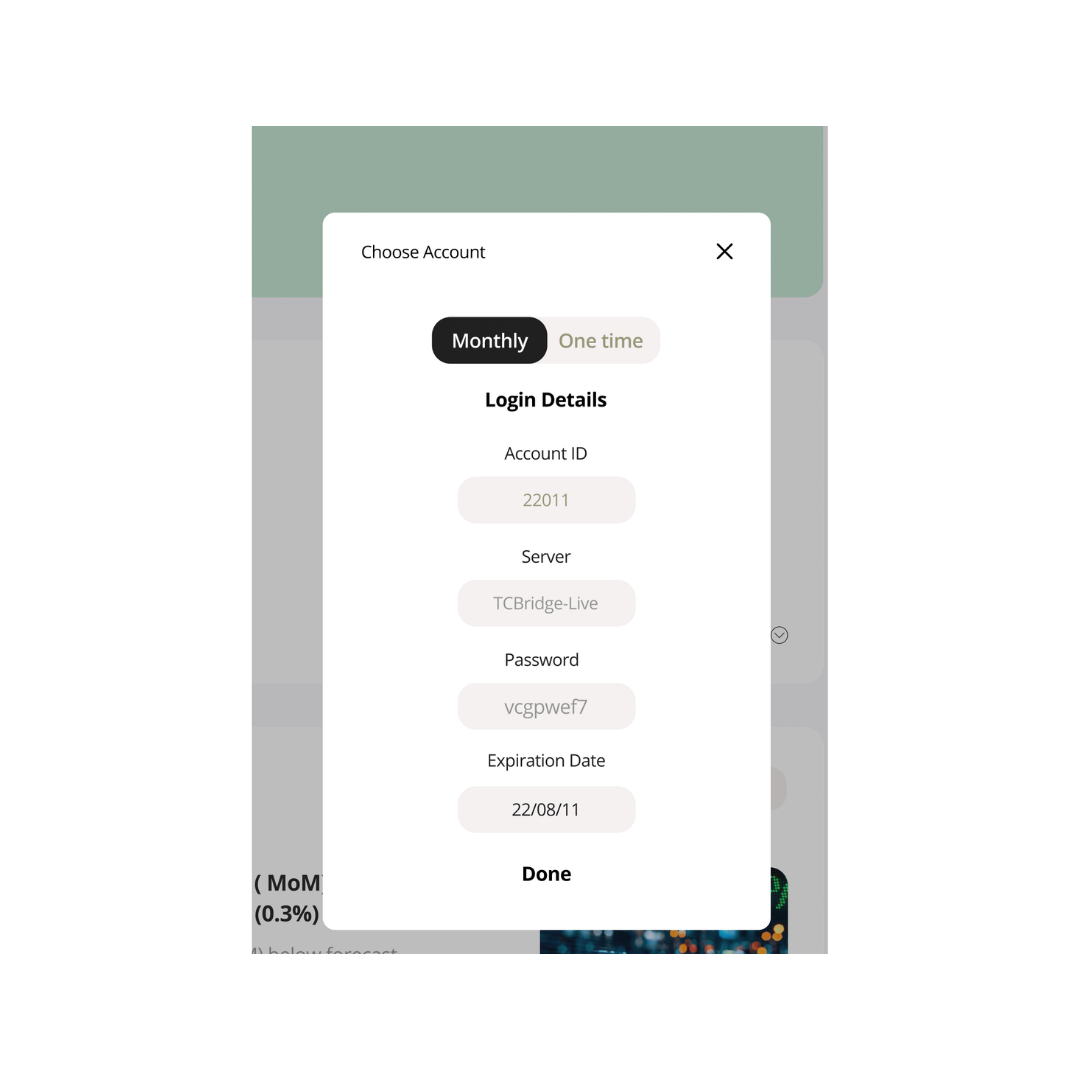 Choose Account
Monthly One time
Login Details
Account ID
22011
Server
TCBridge-Live
Password
vcgpwef7
Expiration Date
22/08/11
Done
( MoM)
(0.3%)
below forecast